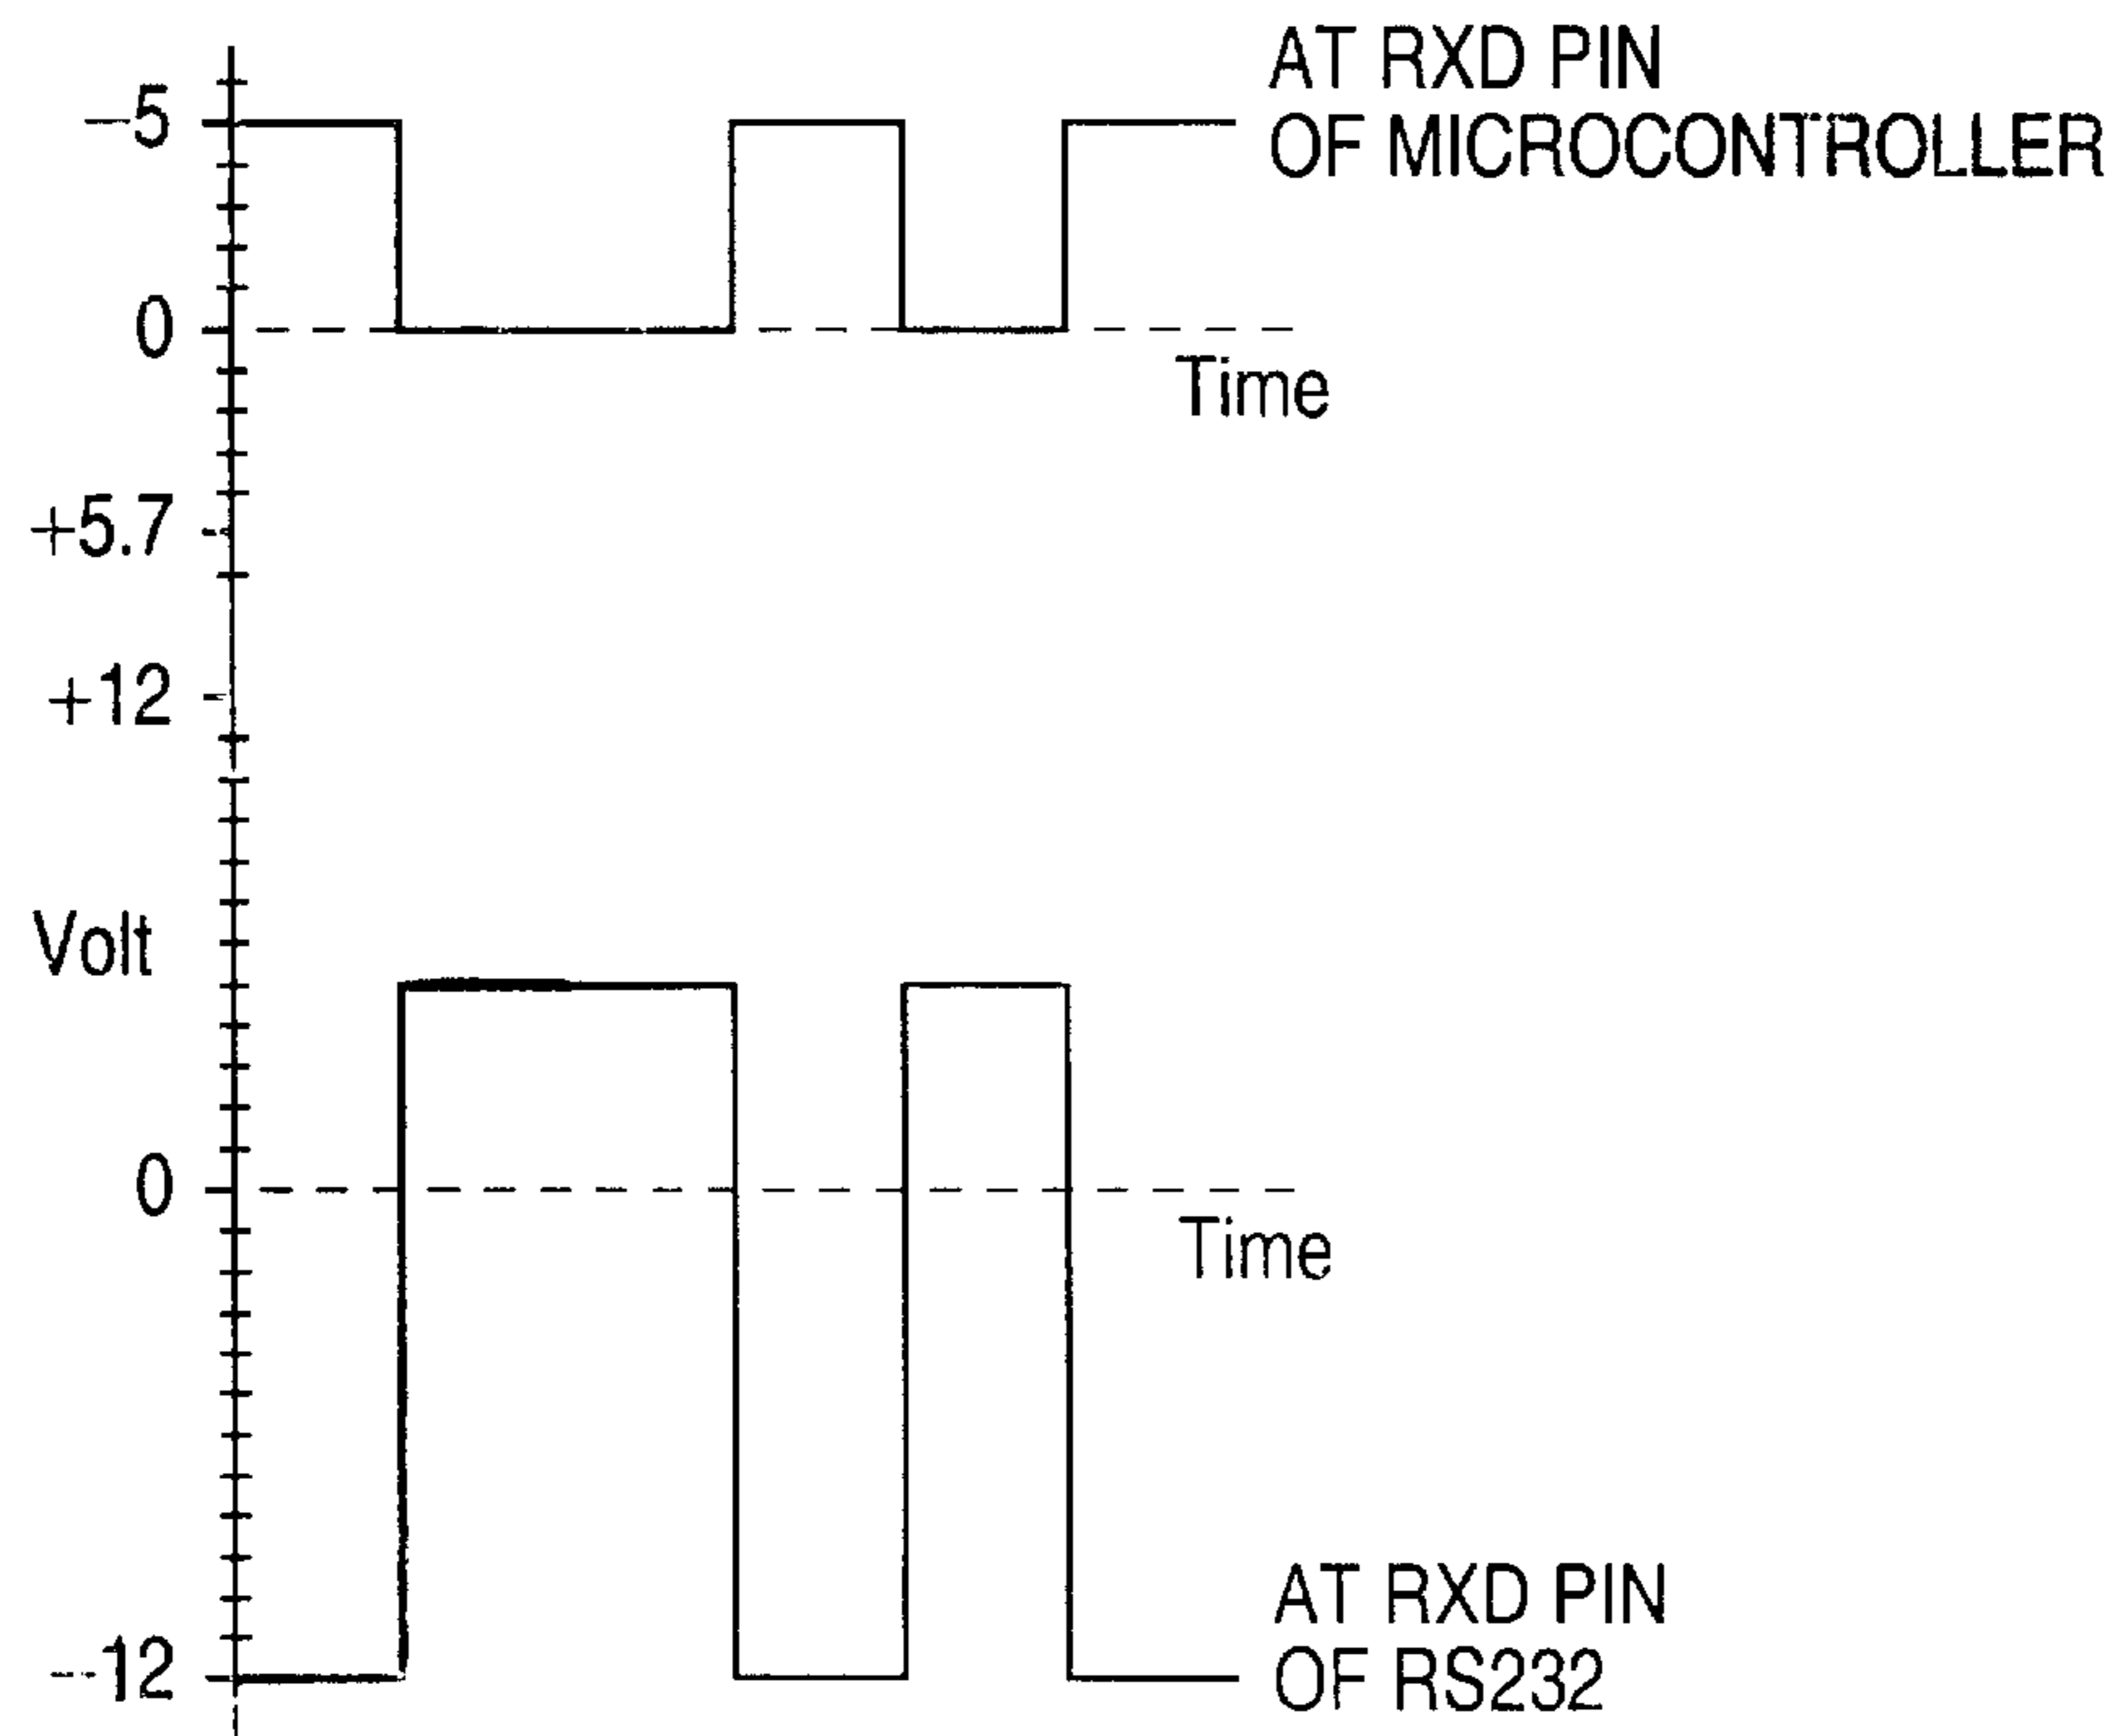 AT RXD PIN
OF MICROCONTROLLER
−5
0
Time
+5.7
+12
Volt
0
Time
AT RXD PIN
OF RS232
−12